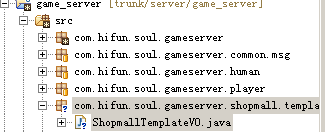 game_server [trunk/server/game_server]
src
com.hifun.soul.gameserver
com.hifun.soul.gameserver.common.msg
com.hifun.soul.gameserver.human
com.hifun.soul.gameserver.player
com.hifun.soul.gameserver.shopmall.templa
ShopmallTemplateVO.java